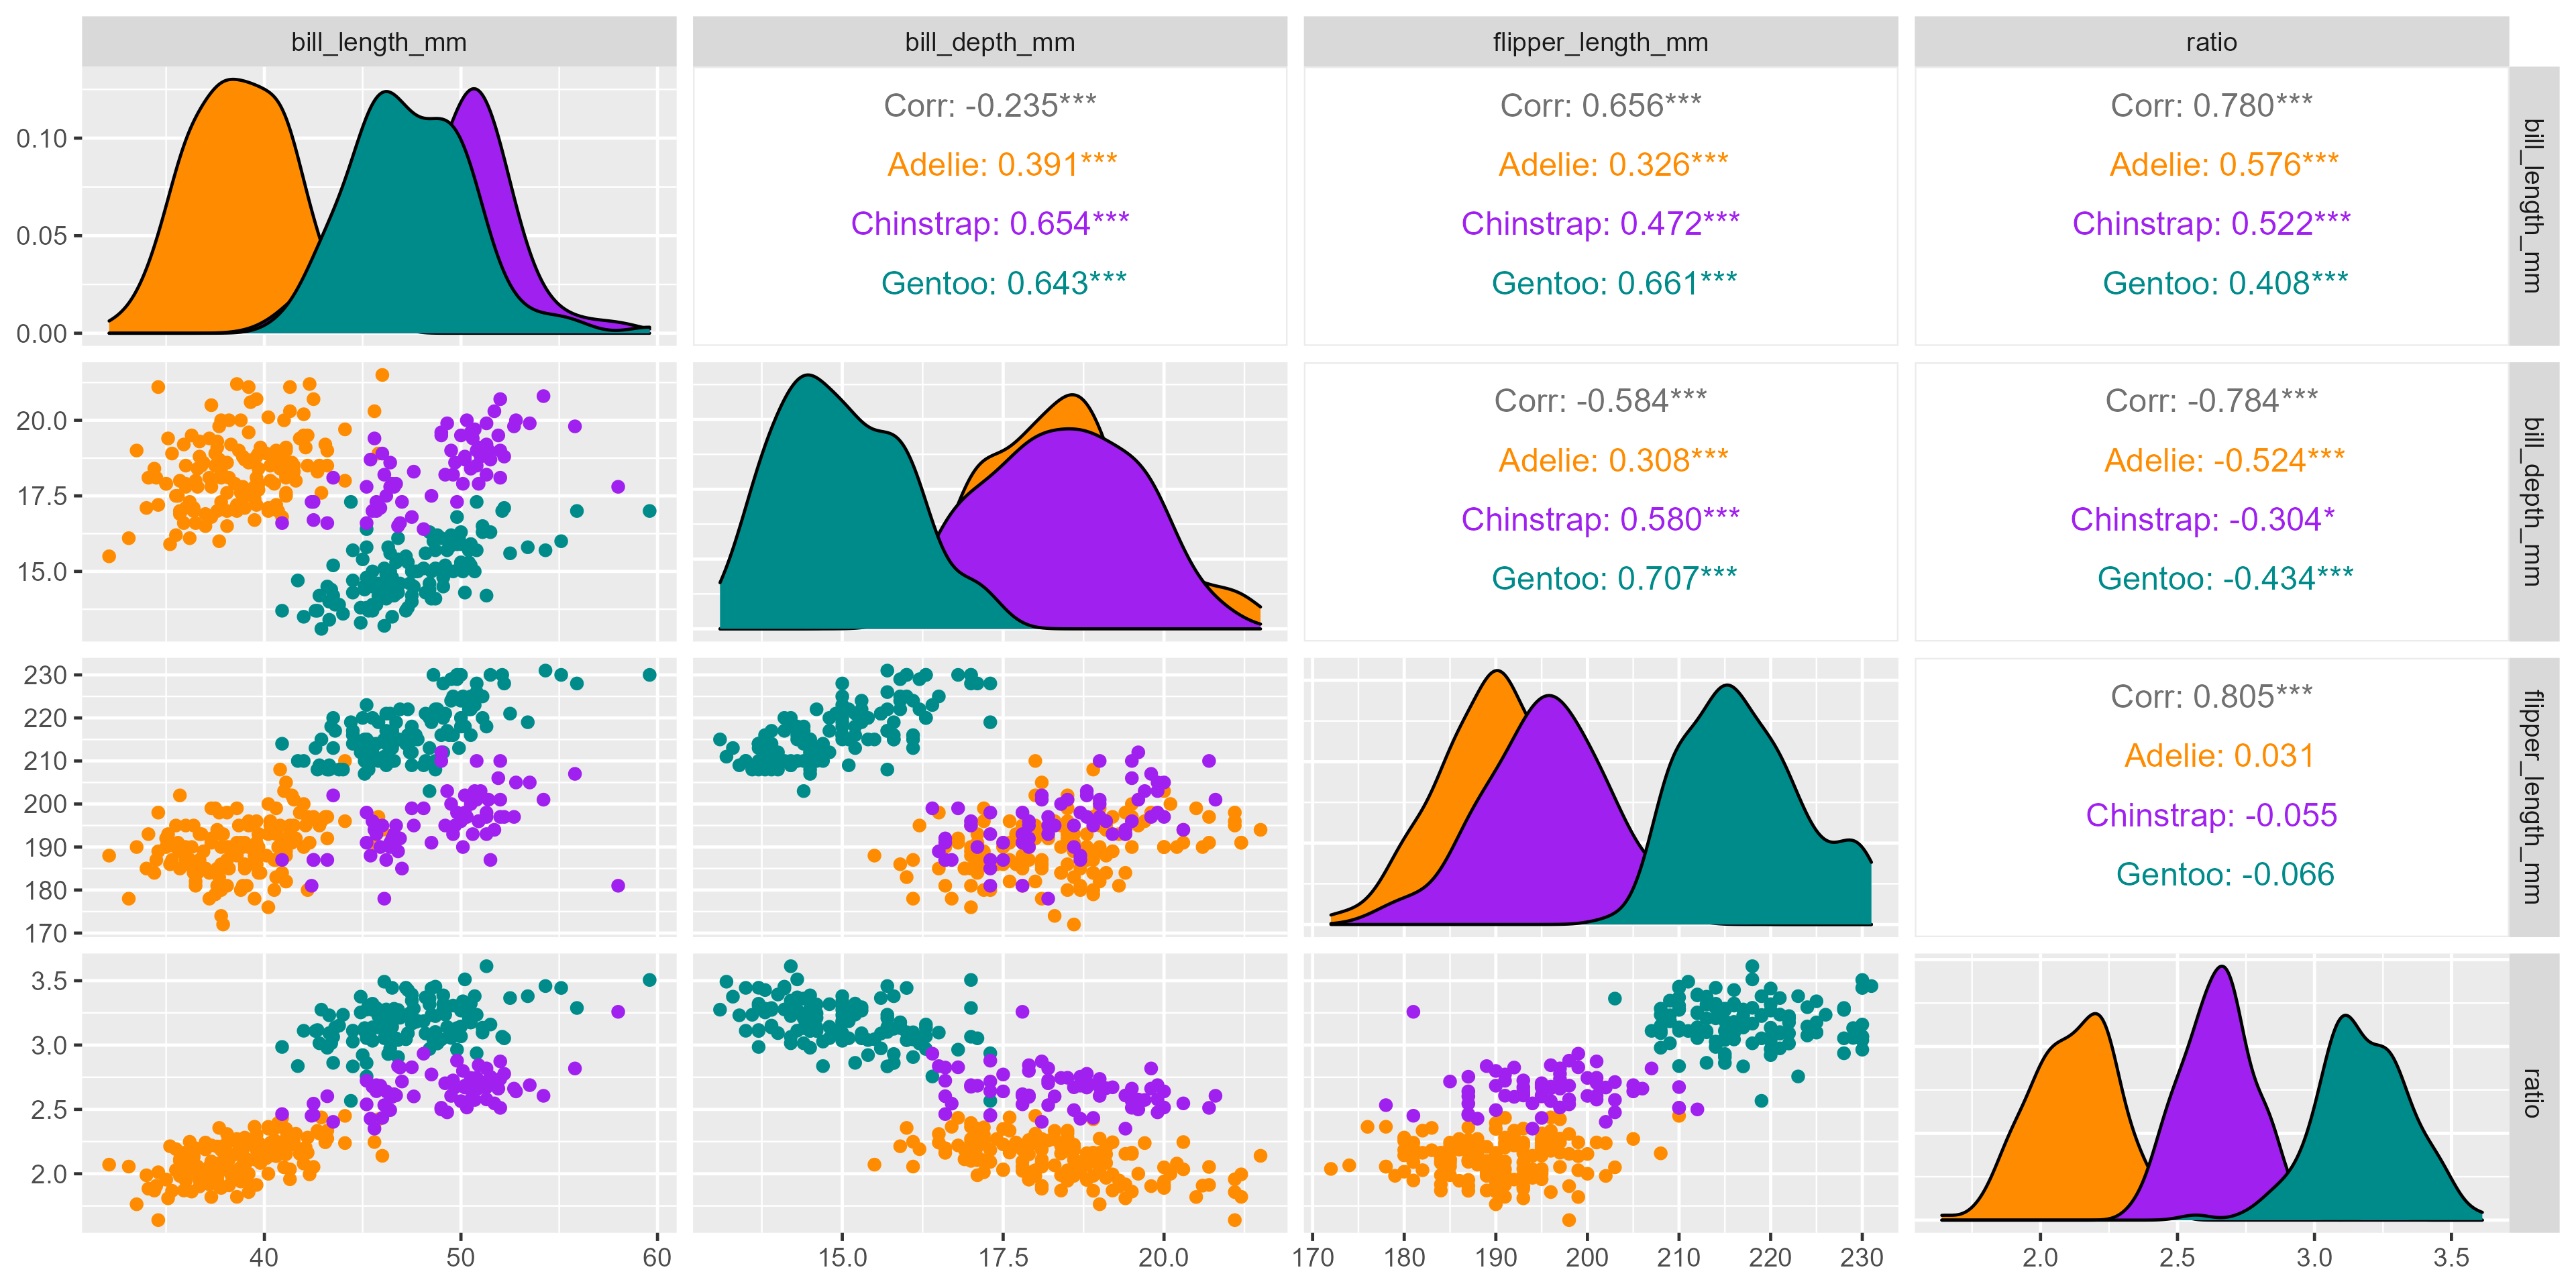 bill_length_mm
bill_depth_mm
flipper_length_mm
ratio
0.10
0.05
0.00
Corr: -0.235***
Adelie: 0.391***
Chinstrap: 0.654***
Gentoo: 0.643***
Corr: 0.656***
Adelie: 0.326***
Chinstrap: 0.472***
Gentoo: 0.661***
Corr: 0.780***
Adelie: 0.576***
Chinstrap: 0.522***
Gentoo: 0.408***
bill_length_mm
20.0
17.5
15.0
Corr: -0.584***
Adelie: 0.308***
Chinstrap: 0.580***
Gentoo: 0.707***
Corr: -0.784***
Adelie: -0.524***
Chinstrap: -0.304*
Gentoo: -0.434***
bill_depth_mm
230
220
210
200
190
180
170
Corr: 0.805***
Adelie: 0.031
Chinstrap: -0.055
Gentoo: -0.066
flipper_length_mm
3.5
3.0
2.5
2.0
ratio
40 50 60
15.0 17.5 20.0
170 180 190 200 210 220 230
2.0 2.5 3.0 3.5